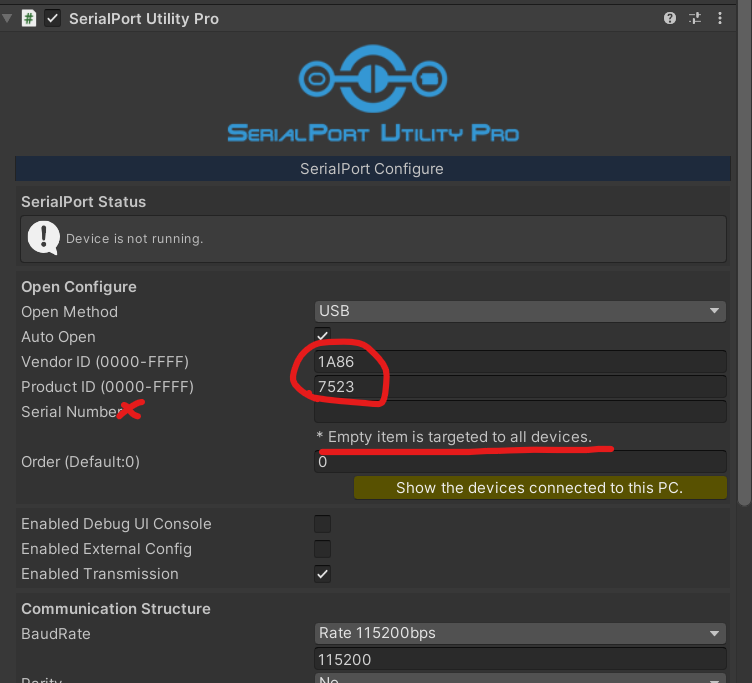 # SerialPort Utility Pro
SERIALPORT UTILITY PRO
SerialPort Configure
SerialPort Status
! Device is not running.
Open Configure
Open Method USB
Auto Open
Vendor ID (0000-FFFF) 1A86
Product ID (0000-FFFF) 7523
Serial Number
* Empty item is targeted to all devices.
Order (Default:0) 0
Show the devices connected to this PC.
Enabled Debug UI Console
Enabled External Config
Enabled Transmission
Communication Structure
BaudRate Rate 115200bps
115200
Parity No